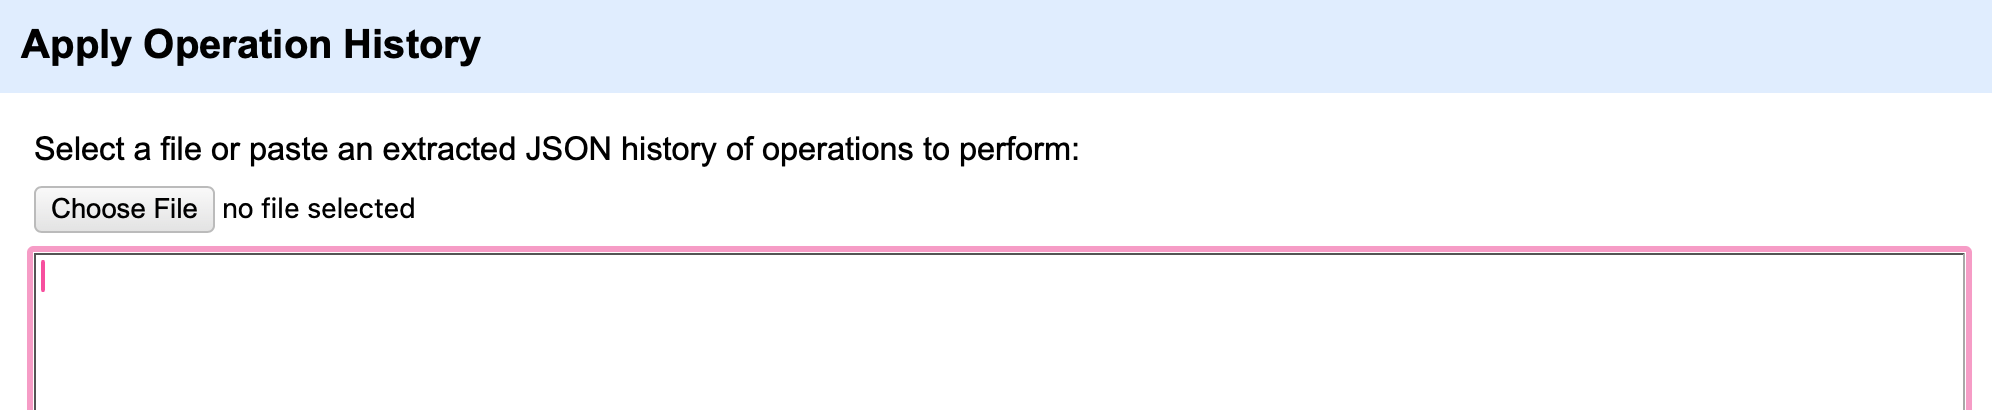 Apply Operation History
Select a file or paste an extracted JSON history of operations to perform:
Choose File no file selected